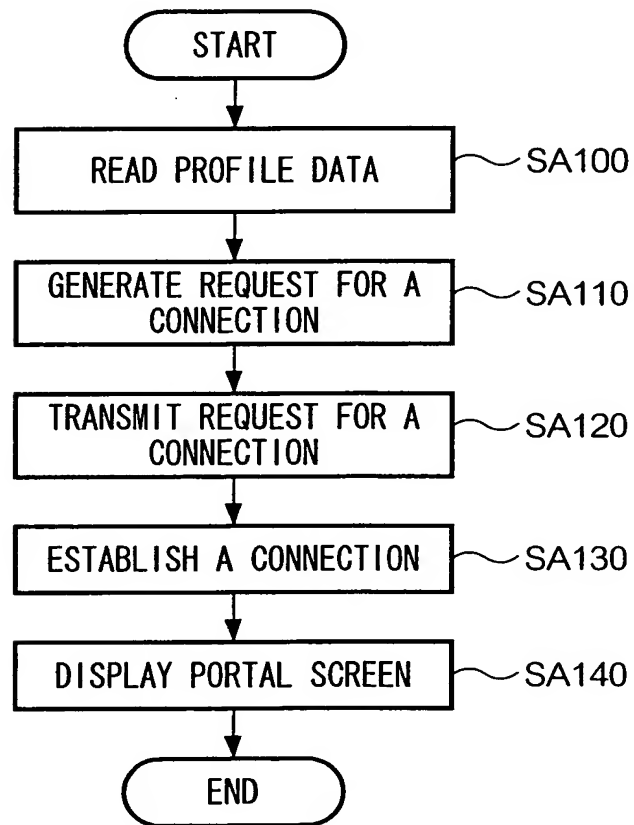 START
READ PROFILE DATA
SA100
GENERATE REQUEST FOR A
CONNECTION
SA110
TRANSMIT REQUEST FOR A
CONNECTION
SA120
ESTABLISH A CONNECTION
SA130
DISPLAY PORTAL SCREEN
SA140
END